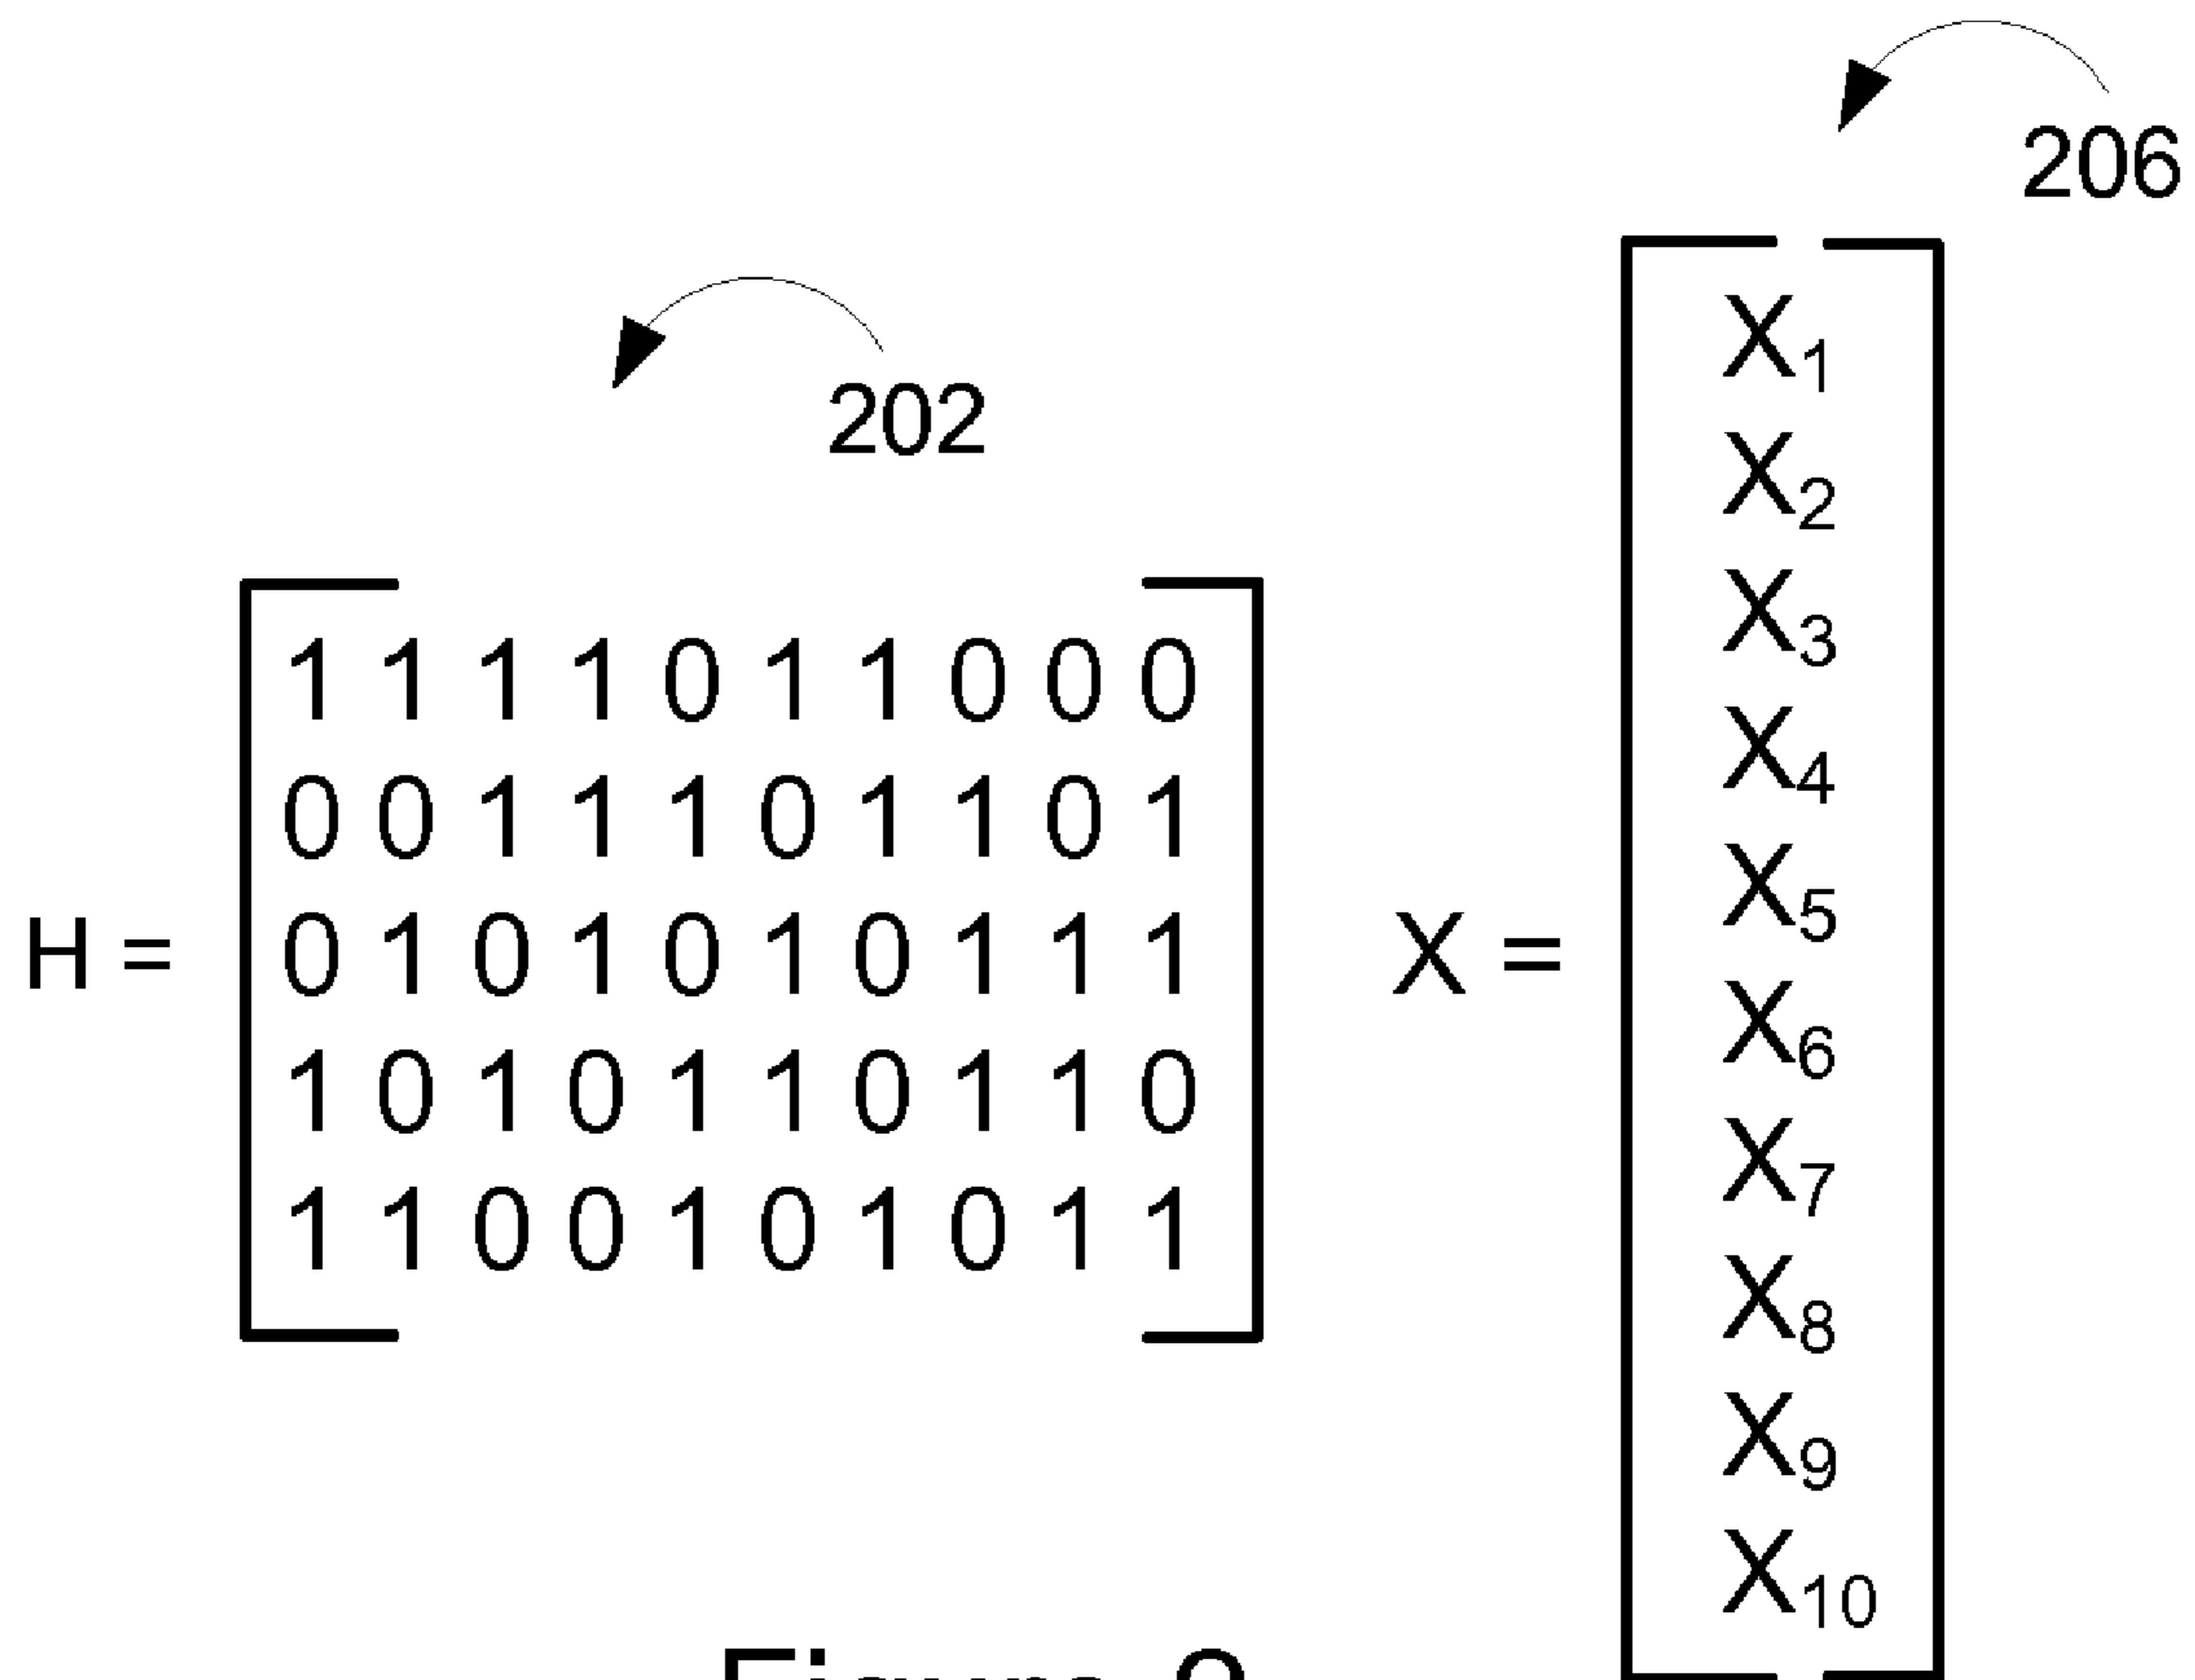 206
202
H =
1 1 1 1 0 1 1 0 0 0
0 0 1 1 1 0 1 1 0 1
0 1 0 1 0 1 0 1 1 1
1 0 1 0 1 1 0 1 1 0
1 1 0 0 1 0 1 0 1 1
X =
X1
X2
X3
X4
X5
X6
X7
X8
X9
X10